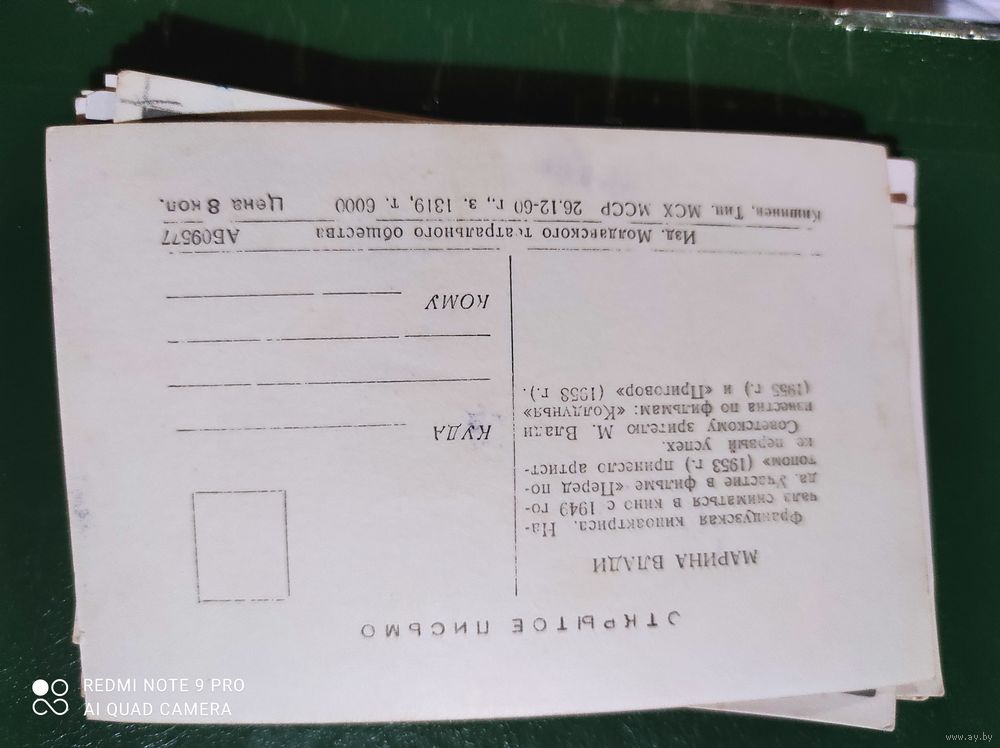 ОТКРЫТОЕ ПИСЬМО
МАРИНА ВЛАДИ
Французская киноактриса. На-
чала сниматься в кино с 1949 го-
да. Участие в фильме «Перед по-
топом» (1953 г.) принесло артист-
ке первый успех.
Советскому зрителю М. Влади
известна по фильмам: «Колдунья»
(1955 г.) и «Приговор» (1958 г.).
КУДА
КОМУ
Изд. Молдавского театрального общества АБ09577
Кишинев, Тип. МСХ МССР 26.12-60 г., з. 1319, т. 6000 Цена 8 коп.
REDMI NOTE 9 PRO
AI QUAD CAMERA
www.ay.by